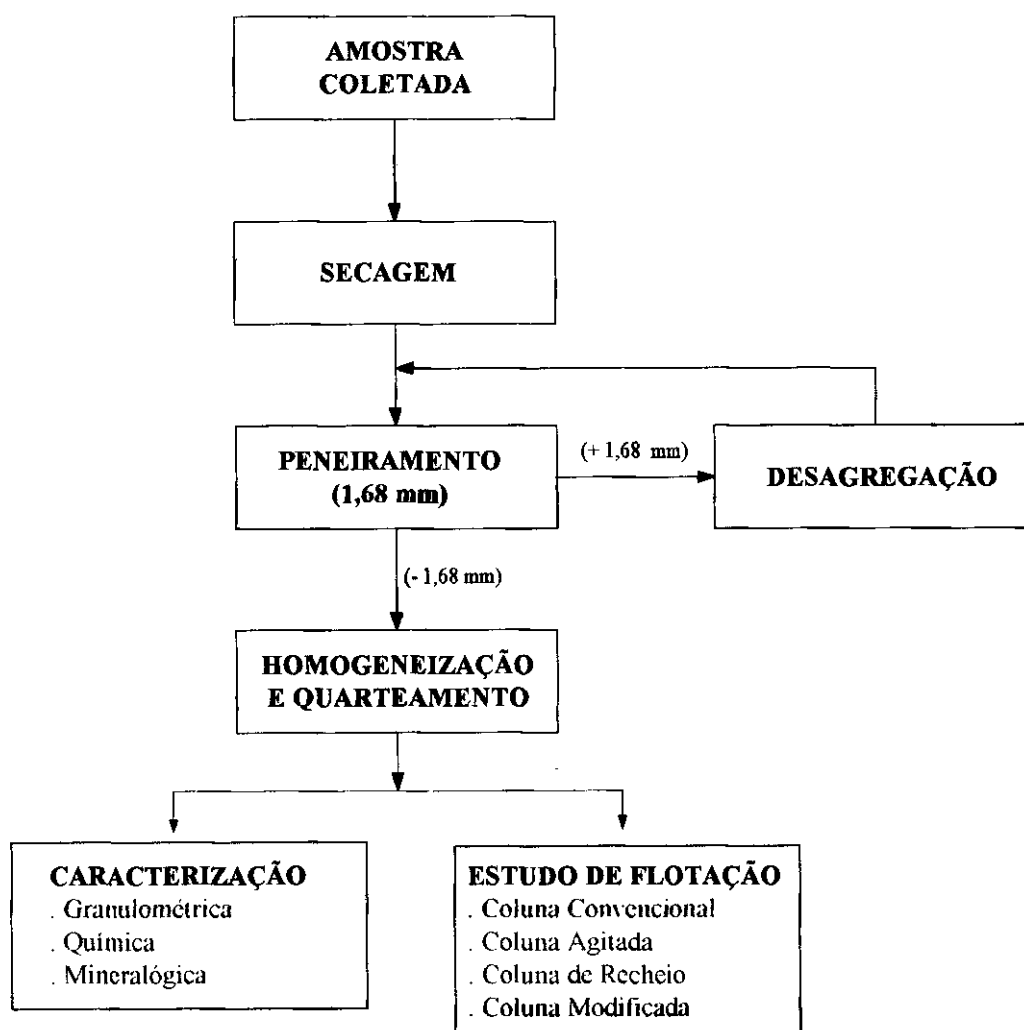 AMOSTRA
COLETADA
SECAGEM
PENEIRAMENTO
(1,68 mm)
(+ 1,68 mm)
DESAGREGAÇÃO
(- 1,68 mm)
HOMOGENEIZAÇÃO
E QUARTEAMENTO
CARACTERIZAÇÃO
. Granulométrica
. Química
. Mineralógica
ESTUDO DE FLOTAÇÃO
. Coluna Convencional
. Coluna Agitada
. Coluna de Recheio
. Coluna Modificada